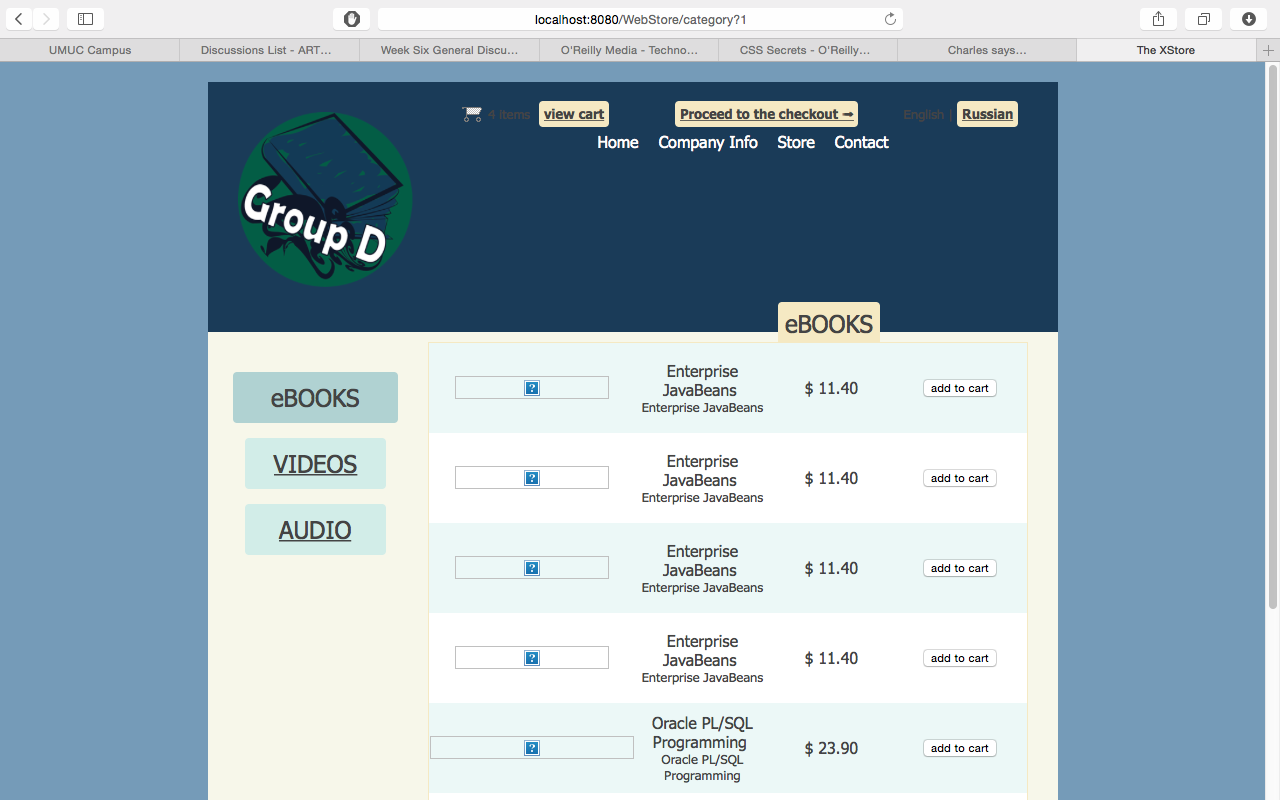 localhost:8080/WebStore/category?1
UMUC Campus
Discussions List - ART…
Week Six General Discu…
O'Reilly Media - Techno…
CSS Secrets - O'Reilly…
Charles says…
The XStore
4 items view cart
Proceed to the checkout ➞
English | Russian
Home Company Info Store Contact
Group D
eBOOKS
eBOOKS
VIDEOS
AUDIO
Enterprise
JavaBeans
Enterprise JavaBeans
$ 11.40
add to cart
Enterprise
JavaBeans
Enterprise JavaBeans
$ 11.40
add to cart
Enterprise
JavaBeans
Enterprise JavaBeans
$ 11.40
add to cart
Enterprise
JavaBeans
Enterprise JavaBeans
$ 11.40
add to cart
Oracle PL/SQL
Programming
Oracle PL/SQL
Programming
$ 23.90
add to cart